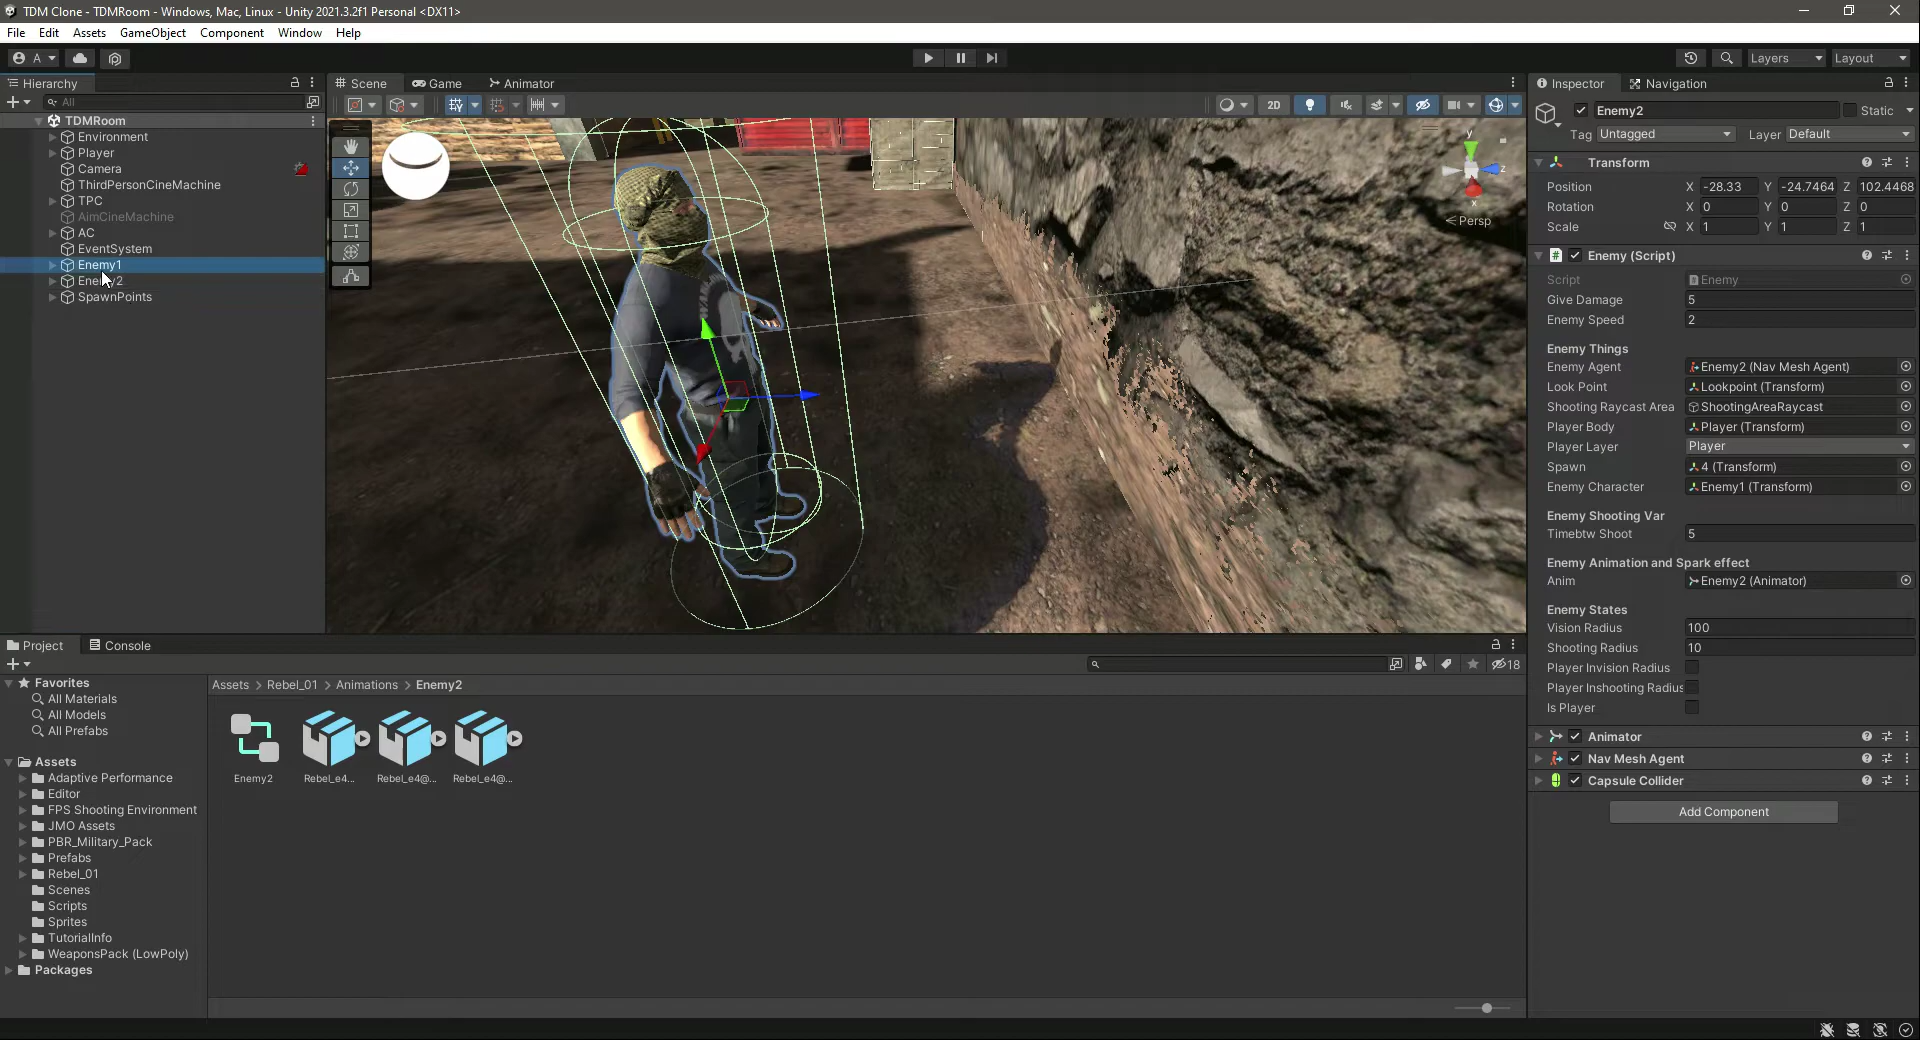 TDM Clone - TDMRoom - Windows, Mac, Linux - Unity 2021.3.2f1 Personal <DX11>
File Edit Assets GameObject Component Window Help
A Layers Layout
Hierarchy
All
TDMRoom
Environment
Player
Camera
ThirdPersonCineMachine
TPC
AimCineMachine
AC
EventSystem
Enemy1
SpawnPoints
Scene Game Animator
2D
y
z
x
Persp
Inspector Navigation
Enemy2 Static
Tag Untagged Layer Default
Transform
Position X -28.33 Y -24.7464 Z 102.4468
Rotation X 0 Y 0 Z 0
Scale X 1 Y 1 Z 1
Enemy (Script)
Script Enemy
Give Damage 5
Enemy Speed 2
Enemy Things
Enemy Agent Enemy2 (Nav Mesh Agent)
Look Point Lookpoint (Transform)
Shooting Raycast Area ShootingAreaRaycast
Player Body Player (Transform)
Player Layer Player
Spawn 4 (Transform)
Enemy Character Enemy1 (Transform)
Enemy Shooting Var
Timebtw Shoot 5
Enemy Animation and Spark effect
Anim Enemy2 (Animator)
Enemy States
Vision Radius 100
Shooting Radius 10
Player Invision Radius
Player Inshooting Radius
Is Player
Animator
Nav Mesh Agent
Capsule Collider
Add Component
Project Console
18
Favorites
All Materials
All Models
All Prefabs
Assets
Adaptive Performance
Editor
FPS Shooting Environment
JMO Assets
PBR_Military_Pack
Prefabs
Rebel_01
Scenes
Scripts
Sprites
TutorialInfo
WeaponsPack (LowPoly)
Packages
Assets > Rebel_01 > Animations > Enemy2
Enemy2 Rebel_e4... Rebel_e4@... Rebel_e4@...